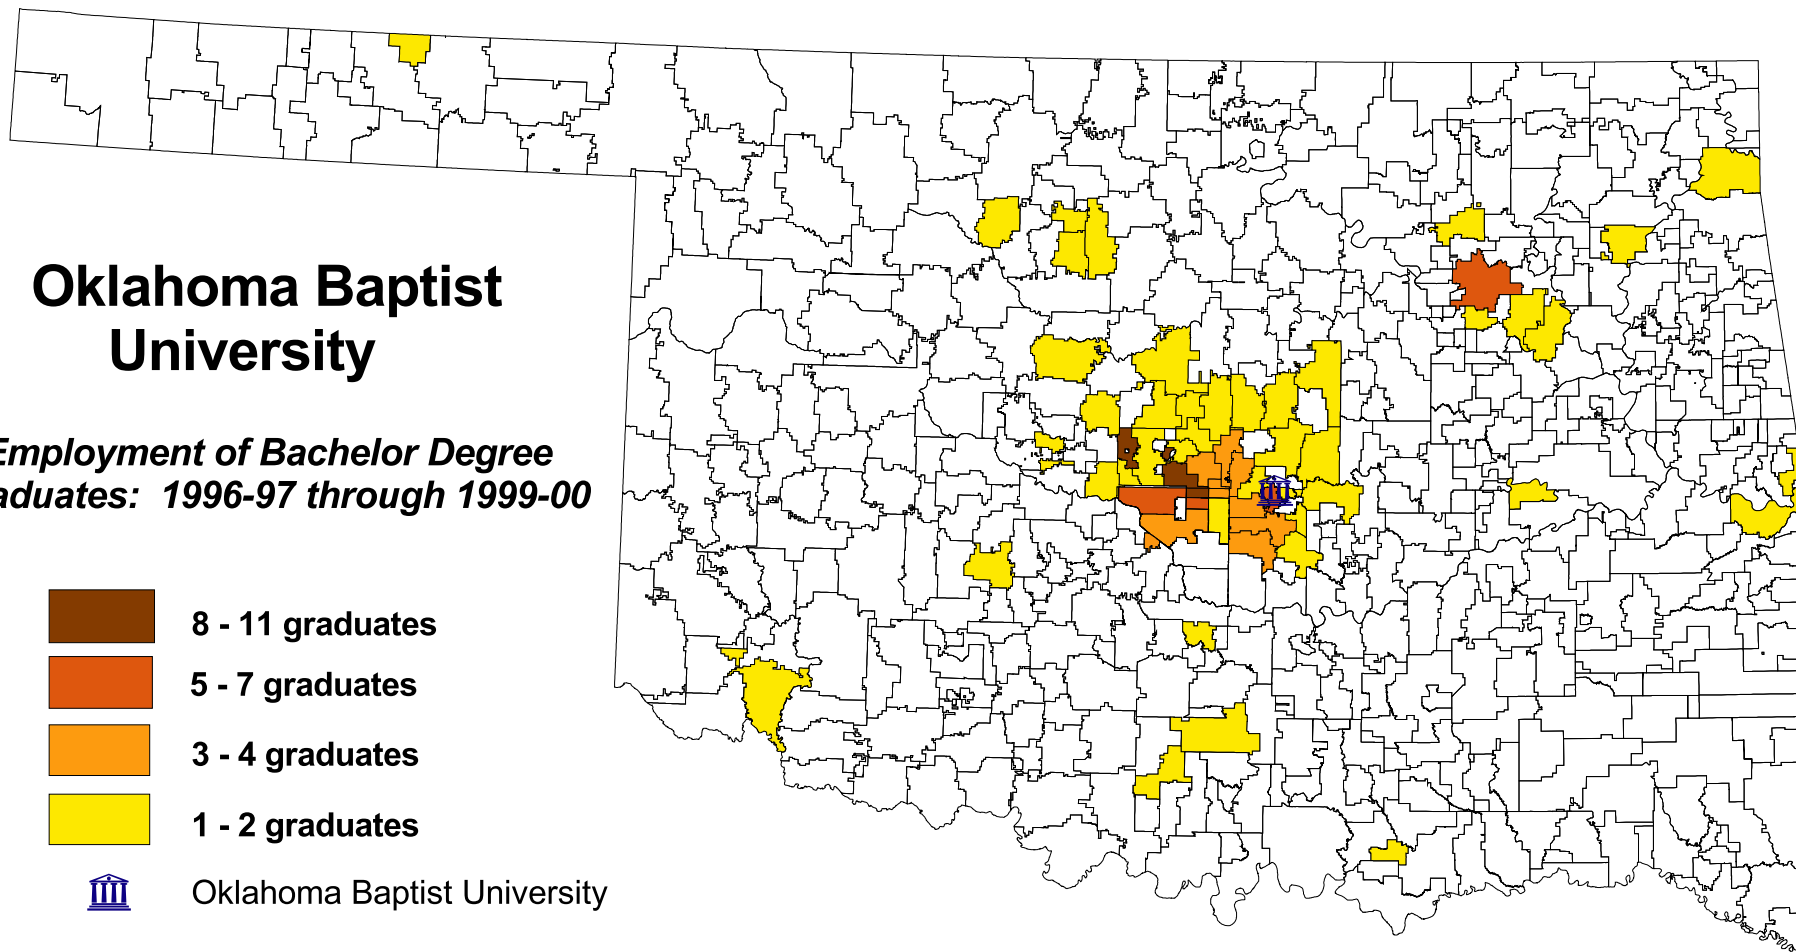 Oklahoma Baptist
University
Employment of Bachelor Degree
aduates: 1996-97 through 1999-00
8 - 11 graduates
5 - 7 graduates
3 - 4 graduates
1 - 2 graduates
Oklahoma Baptist University